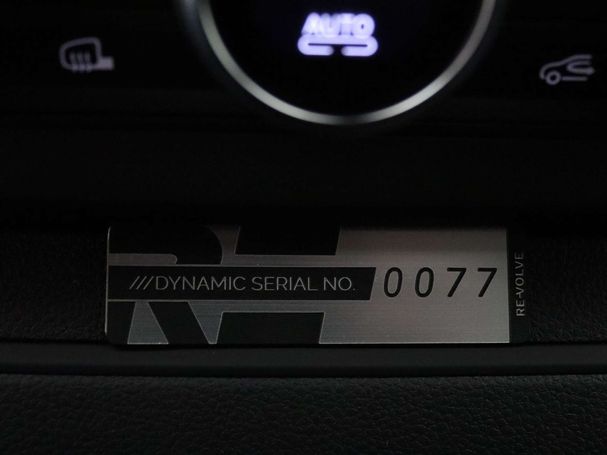 AUTO
///DYNAMIC SERIAL NO. 0077
RE-VOLVE